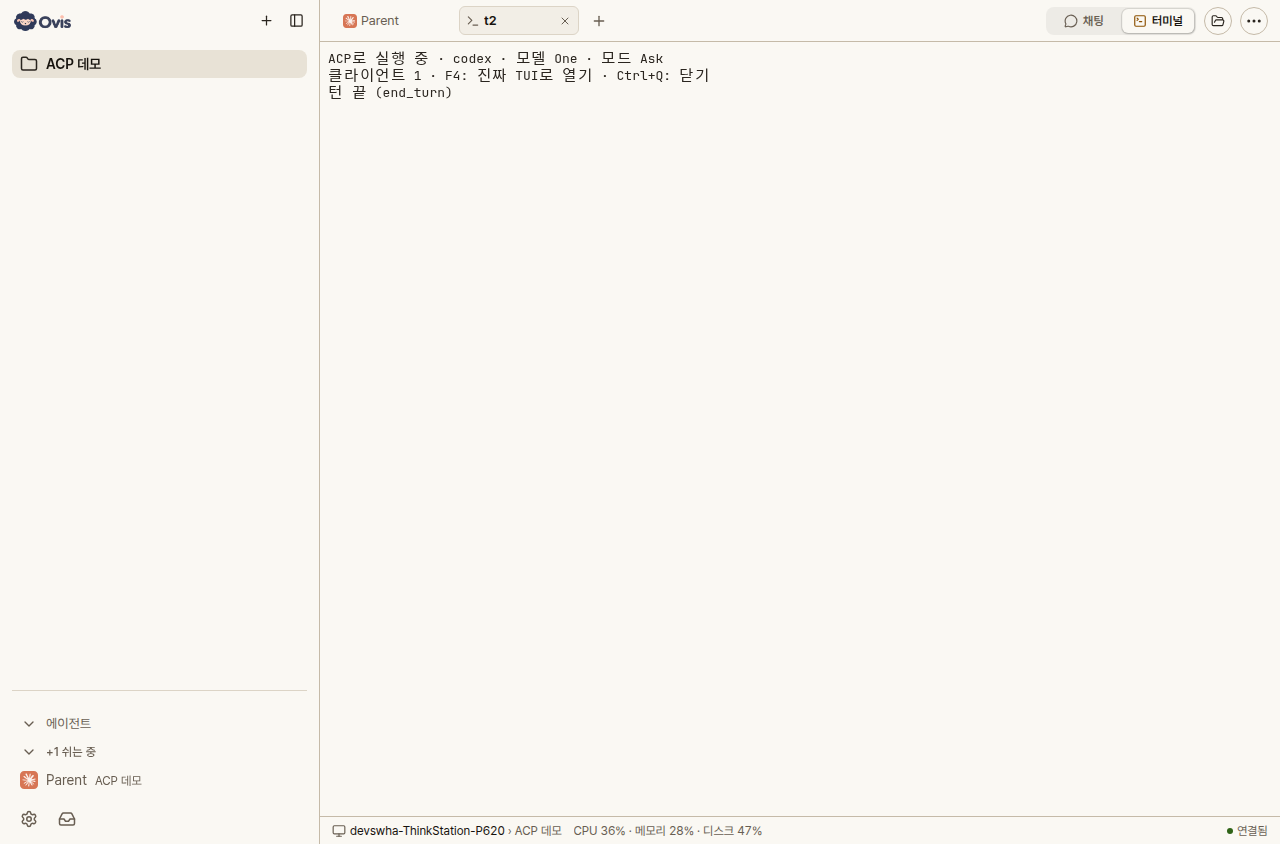 Ovis
Parent
t2
채팅
터미널
ACP 데모
ACP로 실행 중 · codex · 모델 One · 모드 Ask
클라이언트 1 · F4: 진짜 TUI로 열기 · Ctrl+Q: 닫기
턴 끝 (end_turn)
에이전트
+1 쉬는 중
Parent ACP 데모
devswha-ThinkStation-P620 › ACP 데모 CPU 36% · 메모리 28% · 디스크 47%
연결됨